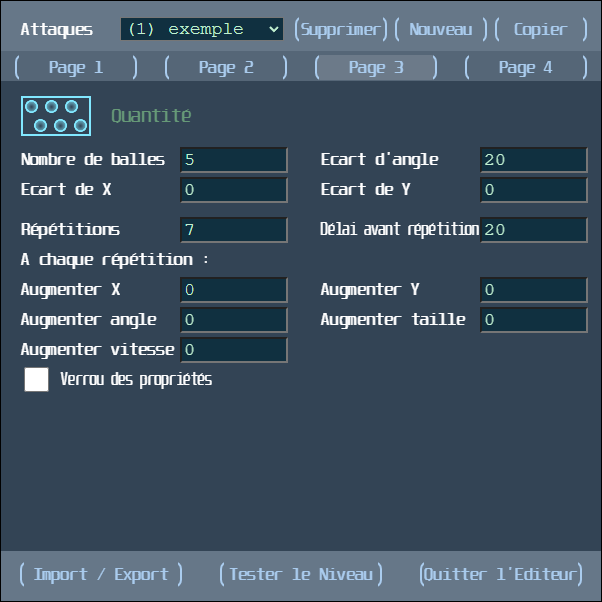 Attaques (1) exemple Supprimer Nouveau Copier
Page 1 Page 2 Page 3 Page 4
Quantité
Nombre de balles 5 Ecart d'angle 20
Ecart de X 0 Ecart de Y 0
Répétitions 7 Délai avant répétition 20
A chaque répétition :
Augmenter X 0 Augmenter Y 0
Augmenter angle 0 Augmenter taille 0
Augmenter vitesse 0
Verrou des propriétés
Import / Export Tester le Niveau Quitter l'Editeur